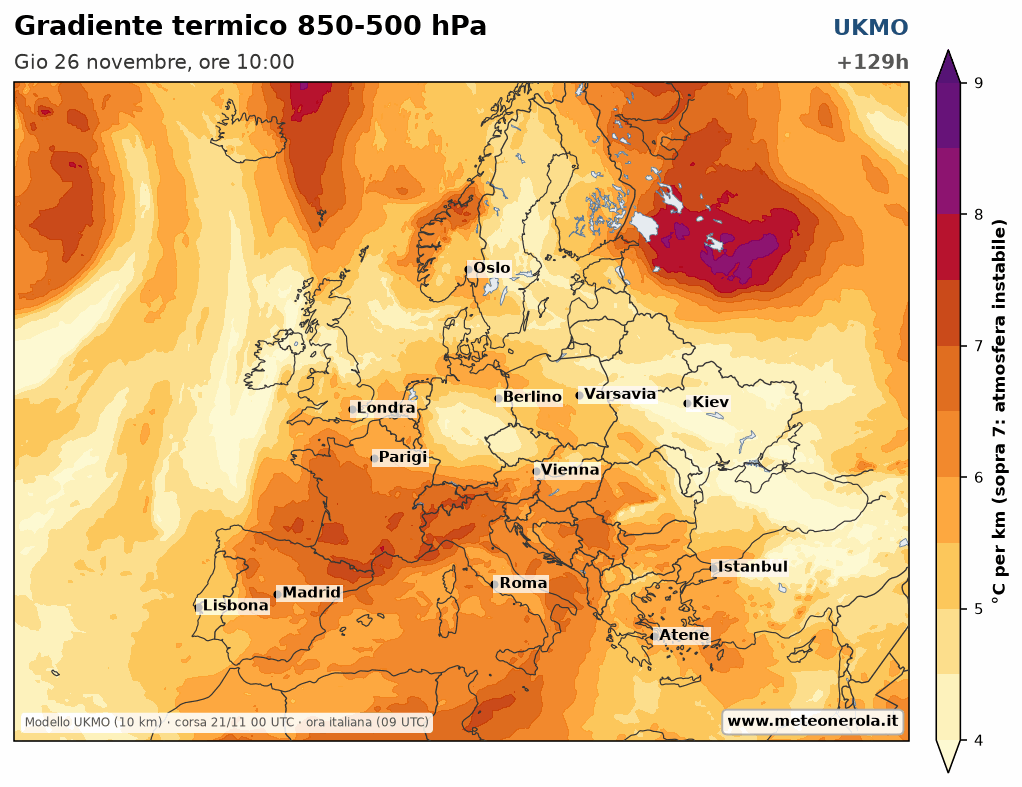 Gradiente termico 850-500 hPa
UKMO
Gio 26 novembre, ore 10:00
+129h
Oslo
Londra
Berlino
Varsavia
Kiev
Parigi
Vienna
Istanbul
Roma
Madrid
Lisbona
Atene
Modello UKMO (10 km) · corsa 21/11 00 UTC · ora italiana (09 UTC)
www.meteonerola.it
9
8
7
6
5
4
°C per km (sopra 7: atmosfera instabile)